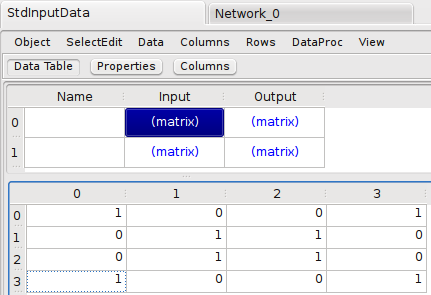 StdInputData Network_0
Object SelectEdit Data Columns Rows DataProc View
Data Table Properties Columns
Name Input Output
0 (matrix) (matrix)
1 (matrix) (matrix)
0 1 2 3
0 1 0 0 1
1 0 1 1 0
2 0 1 1 0
3 1 0 0 1